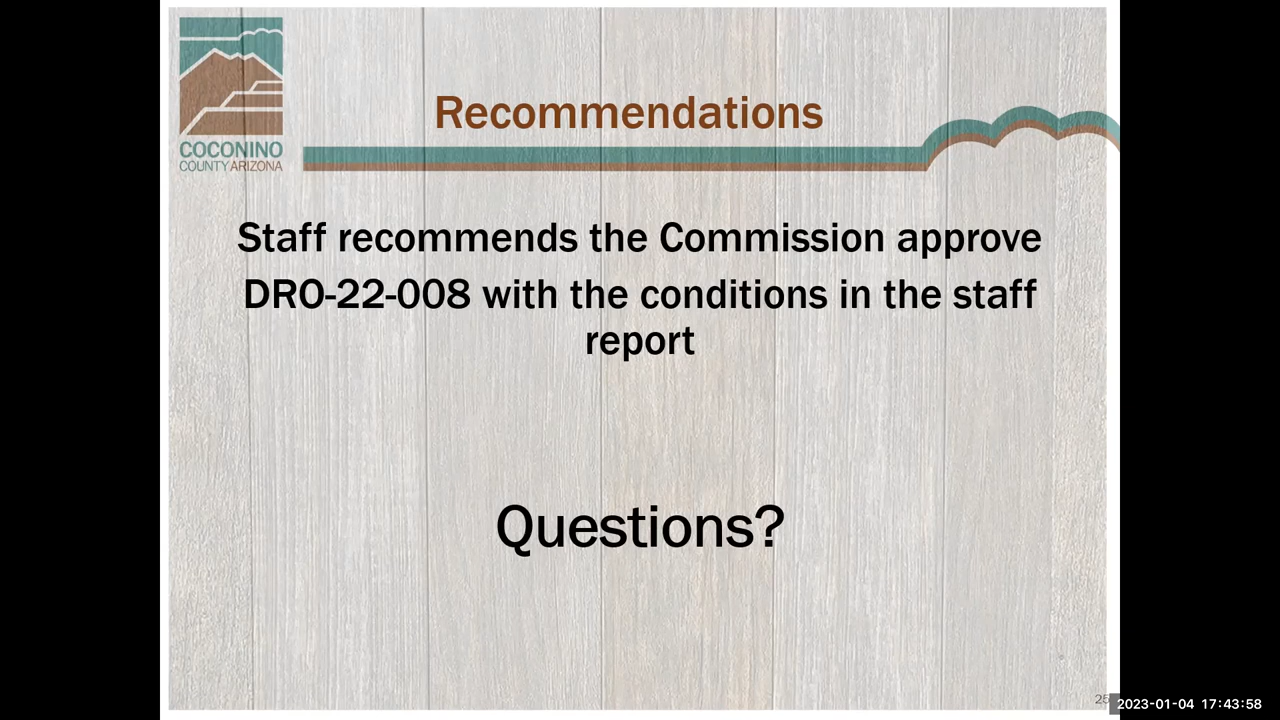 COCONINO
COUNTY ARIZONA
Recommendations
Staff recommends the Commission approve
DRO-22-008 with the conditions in the staff
report
Questions?
2023-01-04 17:43:58